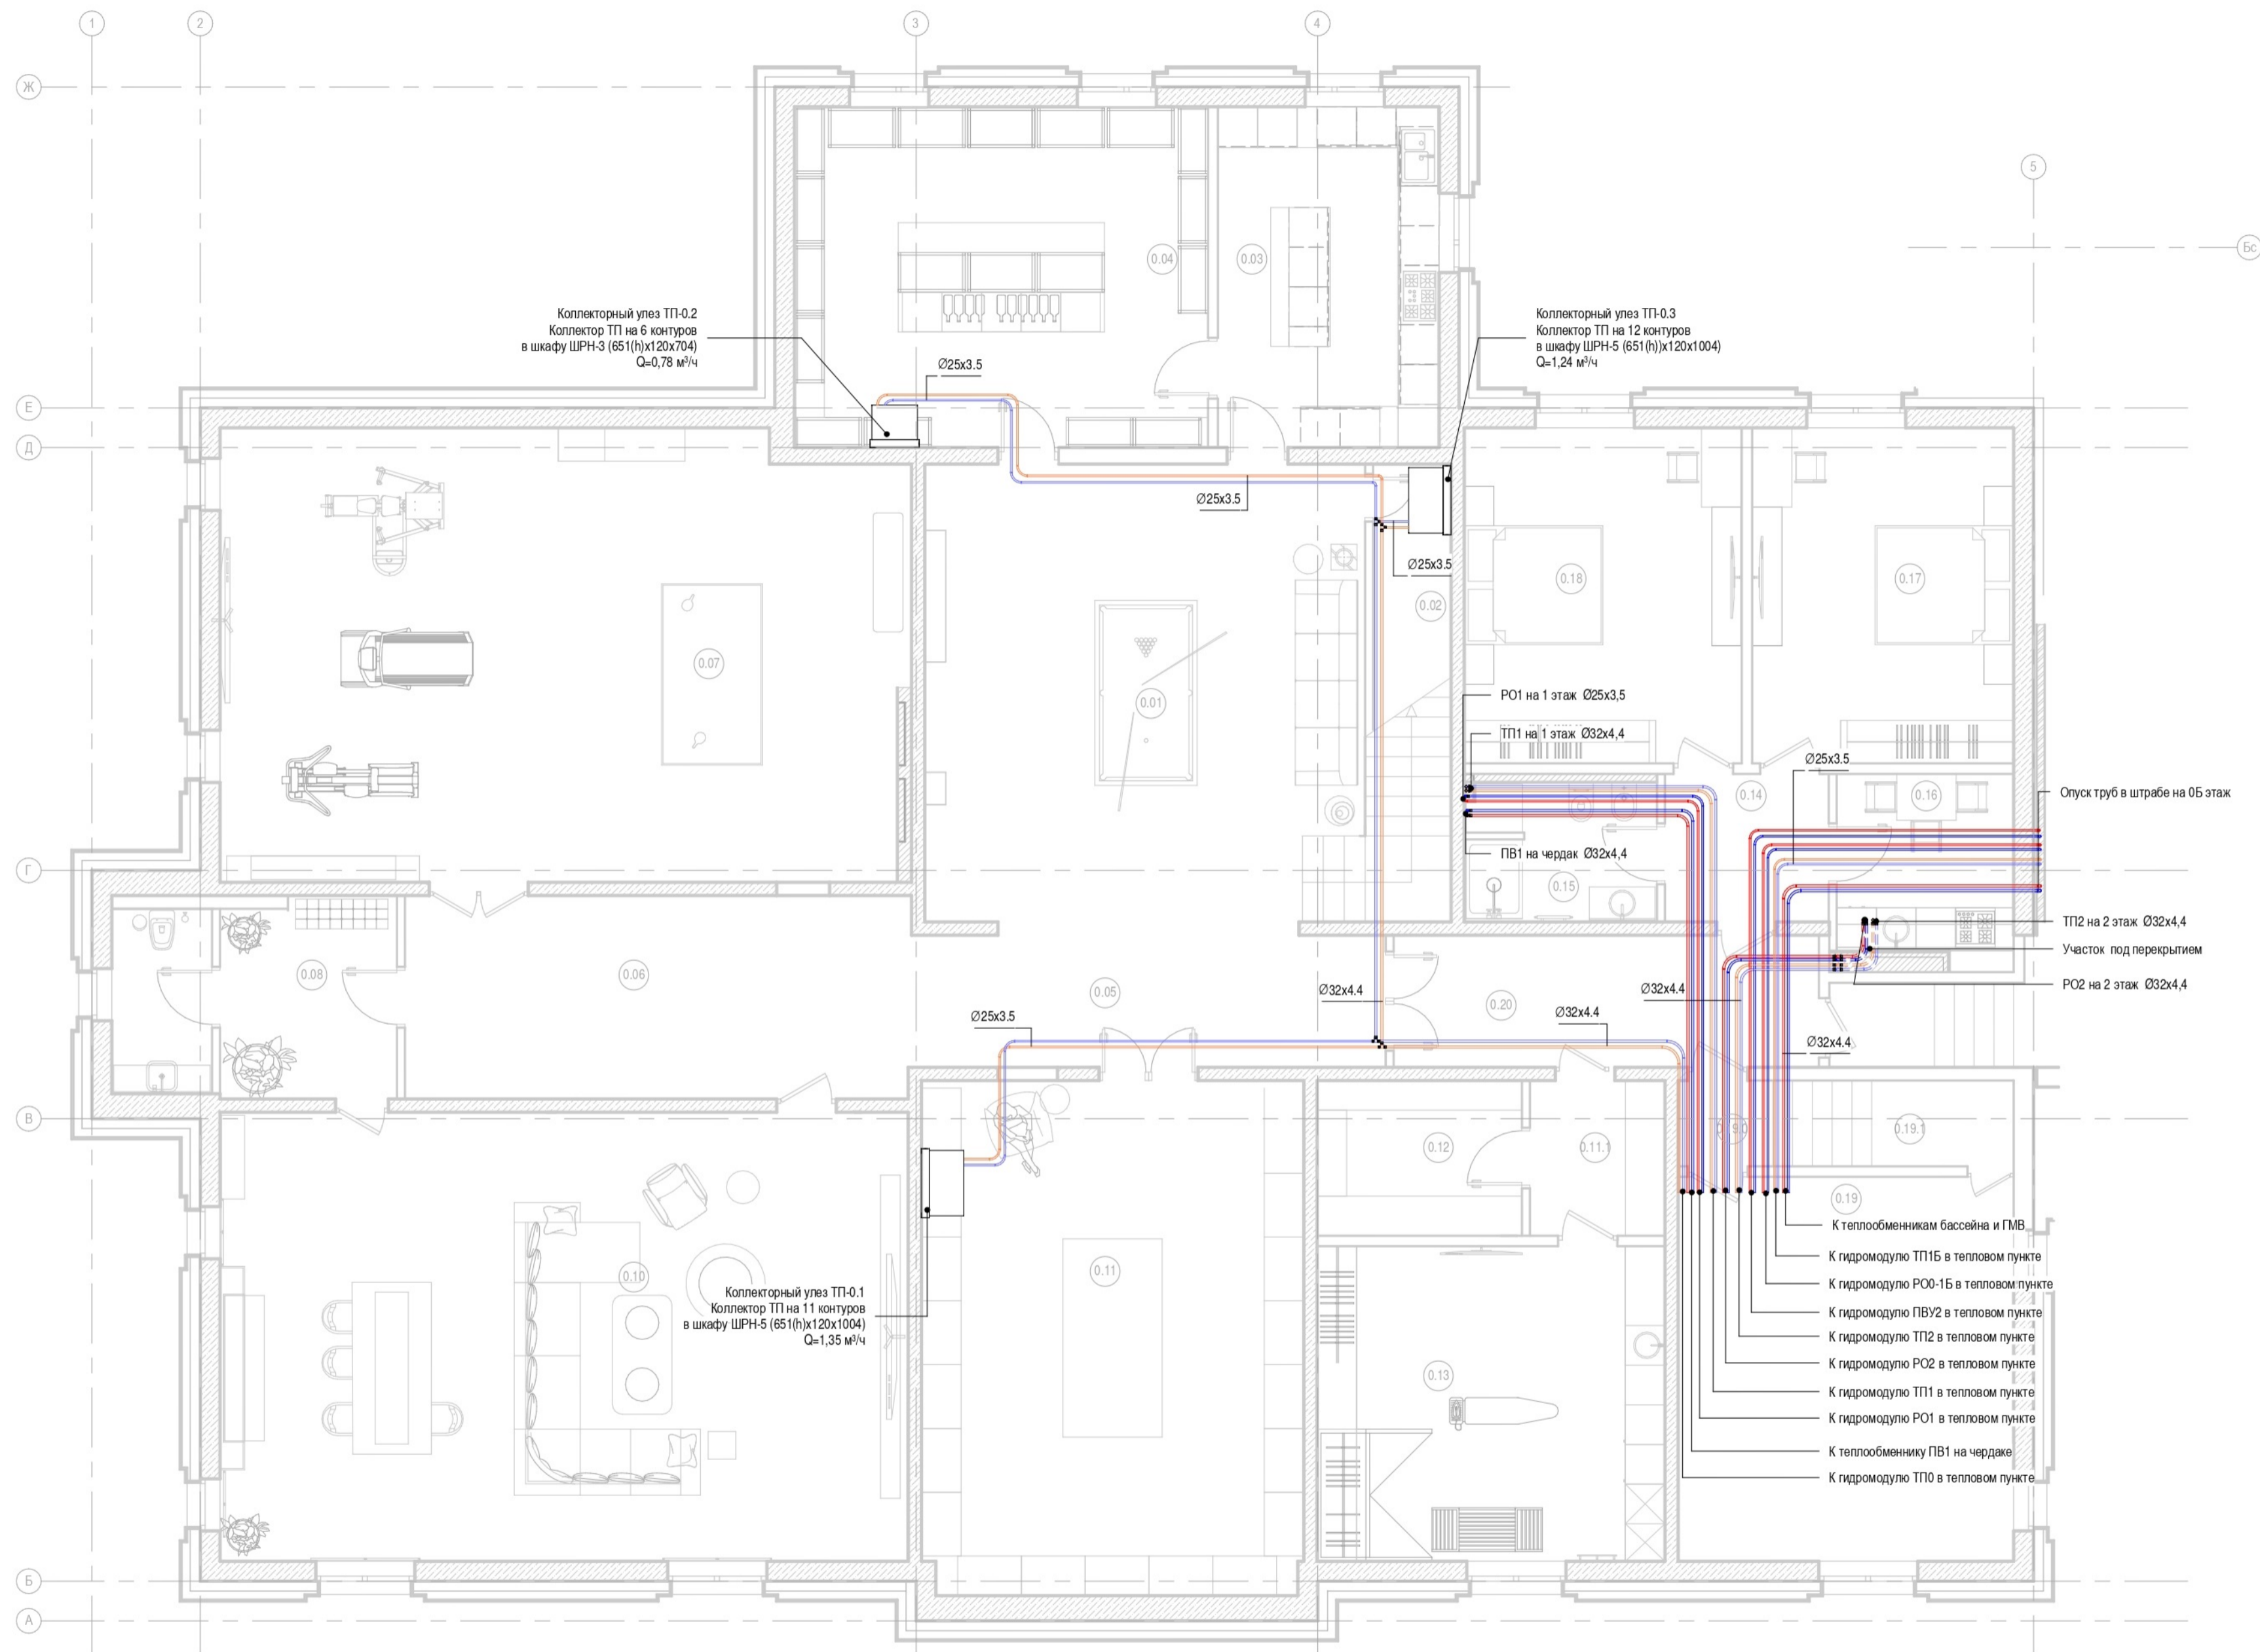 1
2
3
4
5
Ж
Бс
0.04
0.03
Коллекторный улез ТП-0.2
Коллектор ТП на 6 контуров
в шкафу ШРН-3 (651(h)х120х704)
Q=0,78 м³/ч
Коллекторный улез ТП-0.3
Коллектор ТП на 12 контуров
в шкафу ШРН-5 (651(h))х120х1004)
Q=1,24 м³/ч
Ø25x3.5
Е
Д
Ø25x3.5
Ø25x3.5
0.02
0.18
0.17
0.07
0.01
РО1 на 1 этаж Ø25х3,5
ТП1 на 1 этаж Ø32х4,4
Ø25x3.5
0.14
0.16
Опуск труб в штрабе на 0Б этаж
ПВ1 на чердак Ø32х4,4
Г
0.15
ТП2 на 2 этаж Ø32х4,4
Участок под перекрытием
РО2 на 2 этаж Ø32х4,4
0.08
0.06
0.05
0.20
Ø32x4.4
Ø32x4.4
Ø25x3.5
Ø32x4.4
Ø32x4.4
В
0.12
0.11.1
0.19.1
0.19
К теплообменникам бассейна и ГМВ
К гидромодулю ТП1Б в тепловом пункте
К гидромодулю РО0-1Б в тепловом пункте
К гидромодулю ПВУ2 в тепловом пункте
К гидромодулю ТП2 в тепловом пункте
К гидромодулю РО2 в тепловом пункте
К гидромодулю ТП1 в тепловом пункте
К гидромодулю РО1 в тепловом пункте
К теплообменнику ПВ1 на чердаке
К гидромодулю ТП0 в тепловом пункте
0.10
0.11
Коллекторный улез ТП-0.1
Коллектор ТП на 11 контуров
в шкафу ШРН-5 (651(h)х120х1004)
Q=1,35 м³/ч
0.13
Б
А